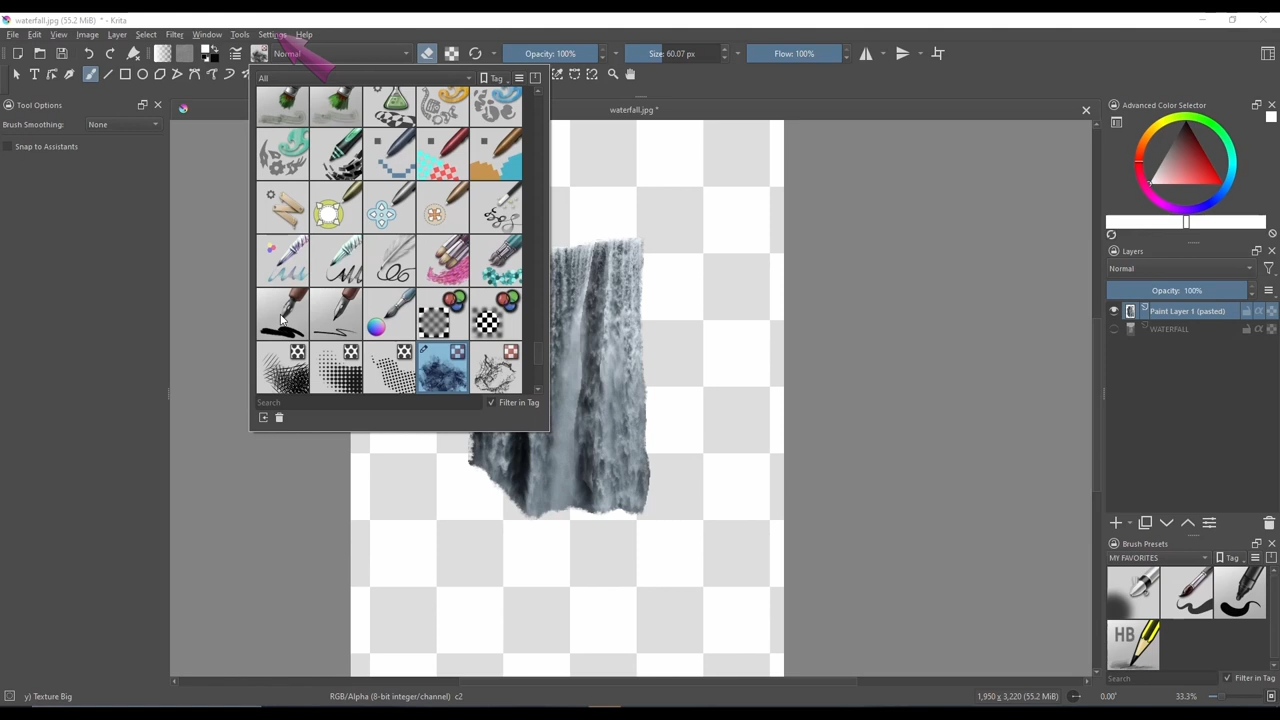 waterfall.jpg (55.2 MiB) * - Krita
File Edit View Image Layer Select Filter Window Tools Settings Help
Normal
Opacity: 100%
Size: 60.07 px
Flow: 100%
All
Tag
Tool Options
Brush Smoothing: None
Snap to Assistants
waterfall.jpg *
Search
Filter in Tag
Advanced Color Selector
Layers
Normal
Opacity: 100%
Paint Layer 1 (pasted)
WATERFALL
Brush Presets
MY FAVORITES
Tag
HB
Search
Filter in Tag
y) Texture Big
RGB/Alpha (8-bit integer/channel) c2
1,950 x 3,220 (55.2 MiB)
0.00°
33.3%